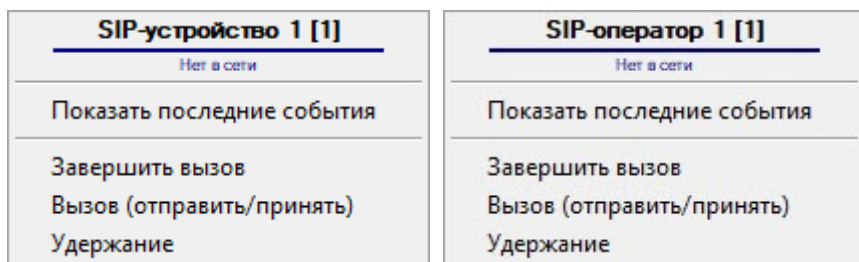 SIP-устройство 1 [1]
Нет в сети
Показать последние события
Завершить вызов
Вызов (отправить/принять)
Удержание
SIP-оператор 1 [1]
Нет в сети
Показать последние события
Завершить вызов
Вызов (отправить/принять)
Удержание